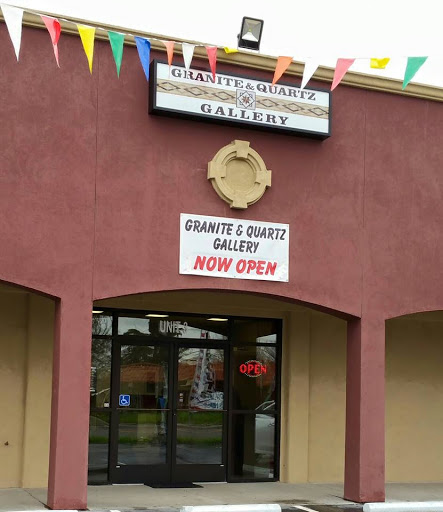 GRANITE & QUARTZ
GALLERY
GRANITE & QUARTZ
GALLERY
NOW OPEN
OPEN